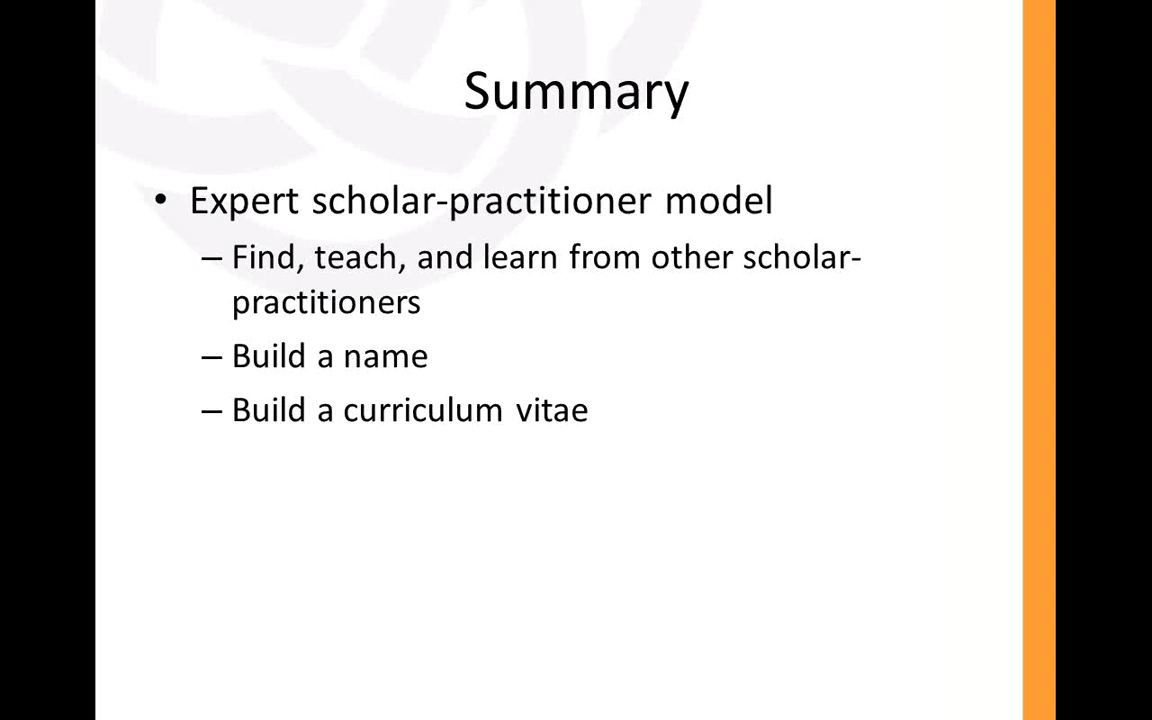 Summary
• Expert scholar-practitioner model
– Find, teach, and learn from other scholar-
practitioners
– Build a name
– Build a curriculum vitae